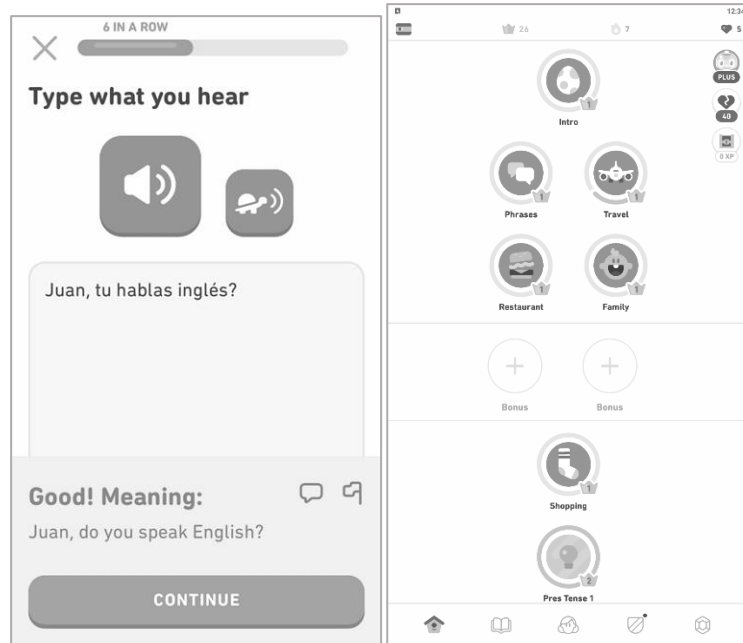 6 IN A ROW
Type what you hear
Juan, tu hablas inglés?
Good! Meaning:
Juan, do you speak English?
CONTINUE
12:34
26
7
5
PLUS
1
Intro
40
0 XP
1
1
Phrases
Travel
1
1
Restaurant
Family
Bonus
Bonus
1
Shopping
2
Pres Tense 1